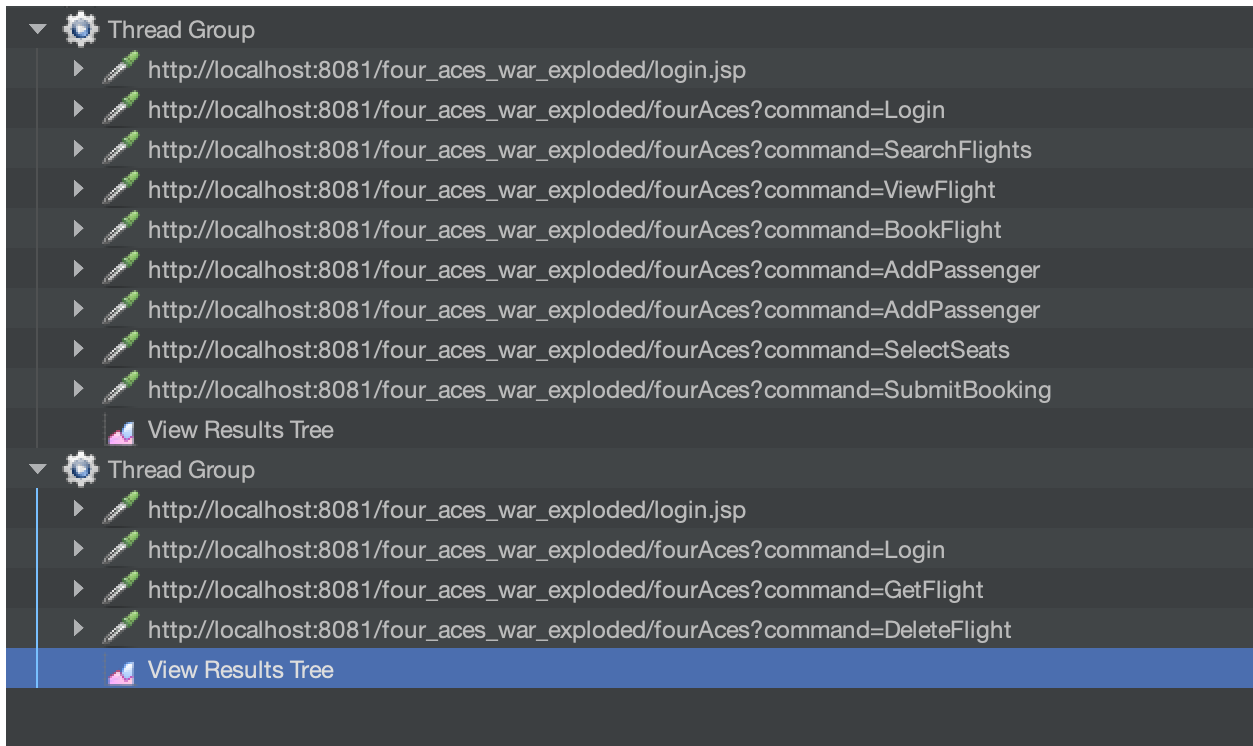 Thread Group
http://localhost:8081/four_aces_war_exploded/login.jsp
http://localhost:8081/four_aces_war_exploded/fourAces?command=Login
http://localhost:8081/four_aces_war_exploded/fourAces?command=SearchFlights
http://localhost:8081/four_aces_war_exploded/fourAces?command=ViewFlight
http://localhost:8081/four_aces_war_exploded/fourAces?command=BookFlight
http://localhost:8081/four_aces_war_exploded/fourAces?command=AddPassenger
http://localhost:8081/four_aces_war_exploded/fourAces?command=AddPassenger
http://localhost:8081/four_aces_war_exploded/fourAces?command=SelectSeats
http://localhost:8081/four_aces_war_exploded/fourAces?command=SubmitBooking
View Results Tree
Thread Group
http://localhost:8081/four_aces_war_exploded/login.jsp
http://localhost:8081/four_aces_war_exploded/fourAces?command=Login
http://localhost:8081/four_aces_war_exploded/fourAces?command=GetFlight
http://localhost:8081/four_aces_war_exploded/fourAces?command=DeleteFlight
View Results Tree